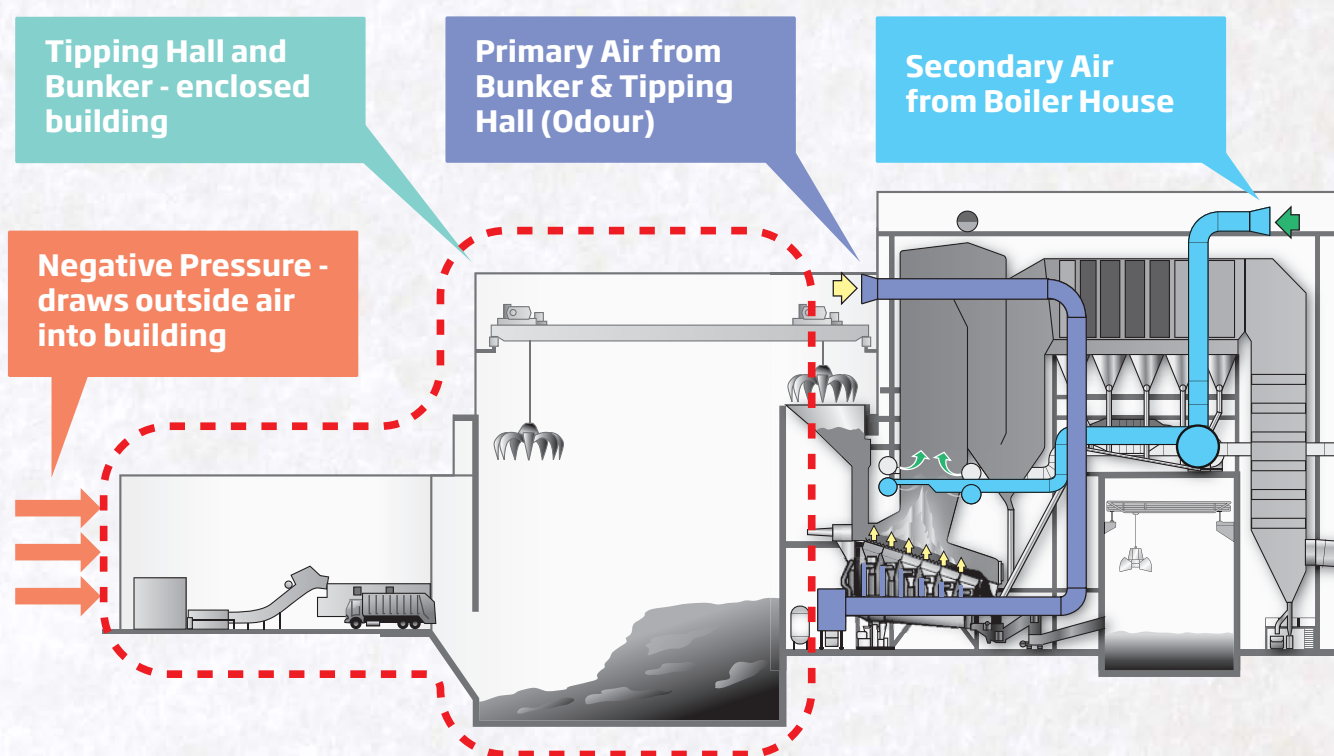 Tipping Hall and
Bunker - enclosed
building
Primary Air from
Bunker & Tipping
Hall (Odour)
Secondary Air
from Boiler House
Negative Pressure -
draws outside air
into building